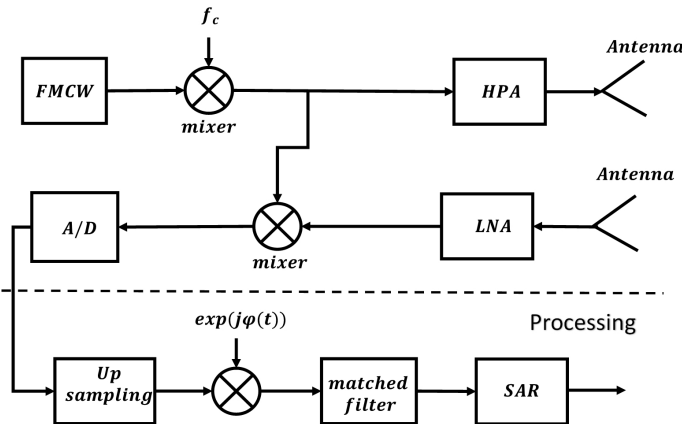 f_c
Antenna
FMCW
HPA
mixer
Antenna
A/D
LNA
mixer
exp(jφ(t))
Processing
Up
sampling
matched
filter
SAR